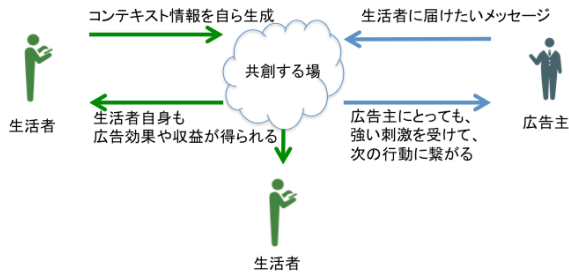 コンテキスト情報を自ら生成
生活者に届けたいメッセージ
共創する場
生活者
生活者自身も
広告効果や収益が得られる
広告主にとっても、
強い刺激を受けて、
次の行動に繋がる
広告主
生活者